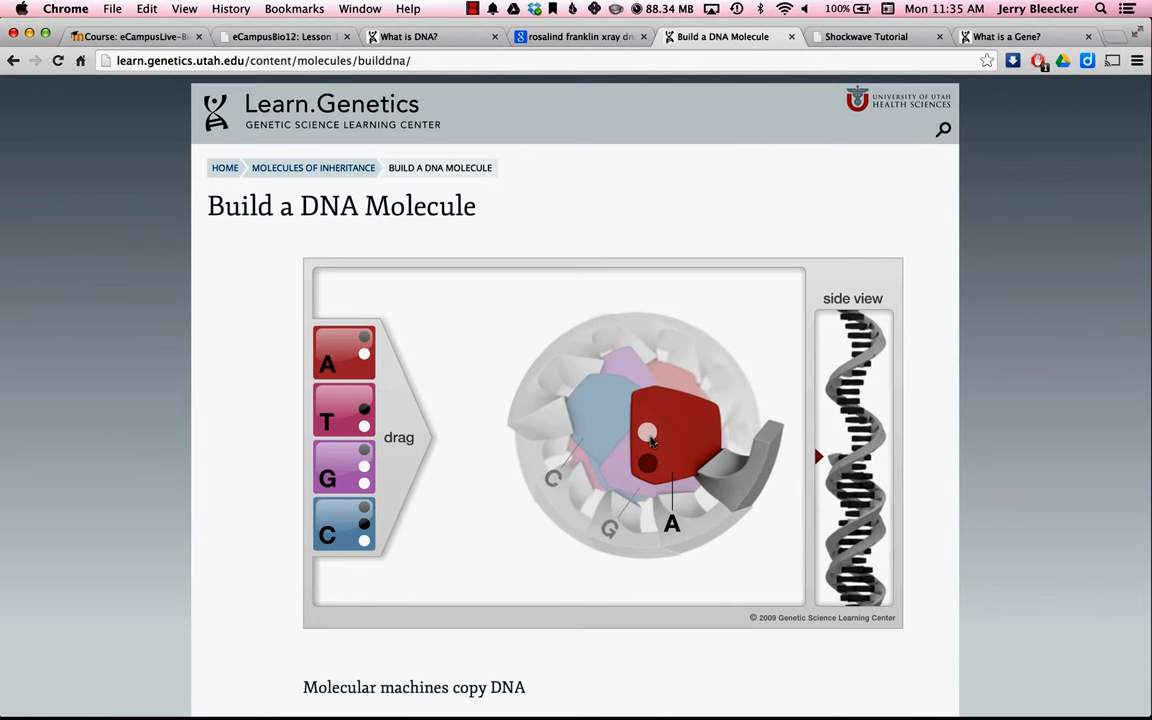 Chrome File Edit View History Bookmarks Window Help 88.34 MB 100% Mon 11:35 AM Jerry Bleecker
Course: eCampusLive-B × eCampusBio12: Lesson 1 × What is DNA? × rosalind franklin xray dn × Build a DNA Molecule × Shockwave Tutorial × What is a Gene? ×
learn.genetics.utah.edu/content/molecules/builddna/
Learn.Genetics
GENETIC SCIENCE LEARNING CENTER
UNIVERSITY OF UTAH
HEALTH SCIENCES
HOME MOLECULES OF INHERITANCE BUILD A DNA MOLECULE
Build a DNA Molecule
side view
A
T
drag
G
C
C
G
A
© 2009 Genetic Science Learning Center
Molecular machines copy DNA